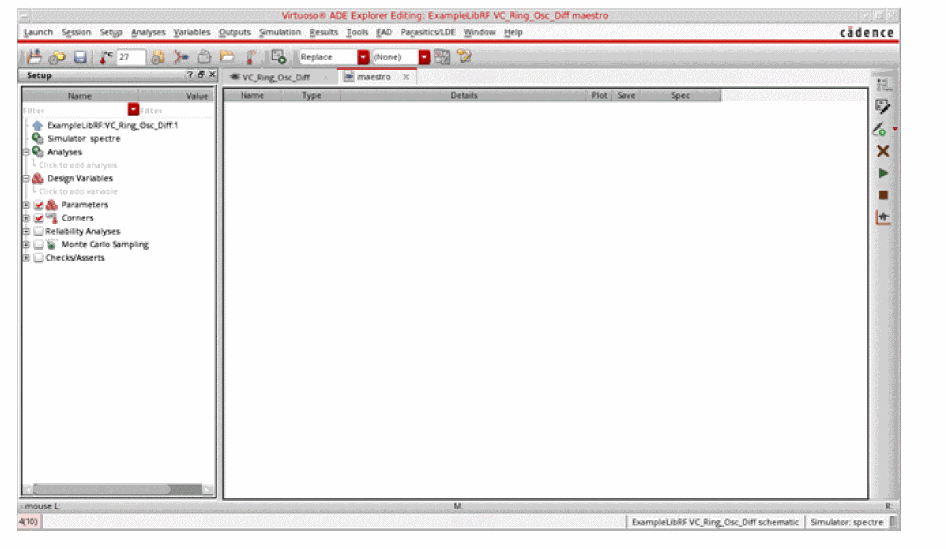 Virtuoso® ADE Explorer Editing: ExampleLibRF VC_Ring_Osc_Diff maestro
Launch Session Setup Analyses Variables Outputs Simulation Results Tools EAD Parasitics/LDE Window Help cādence
27 Replace (None)
Setup ? VC_Ring_Osc_Diff maestro
Name Value Name Type Details Plot Save Spec
Filter Filter
ExampleLibRF:VC_Ring_Osc_Diff:1
Simulator spectre
Analyses
Click to add analysis
Design Variables
Click to add variable
Parameters
Corners
Reliability Analyses
Monte Carlo Sampling
Checks/Asserts
mouse L: M: R:
4(10) ExampleLibRF VC_Ring_Osc_Diff schematic Simulator: spectre